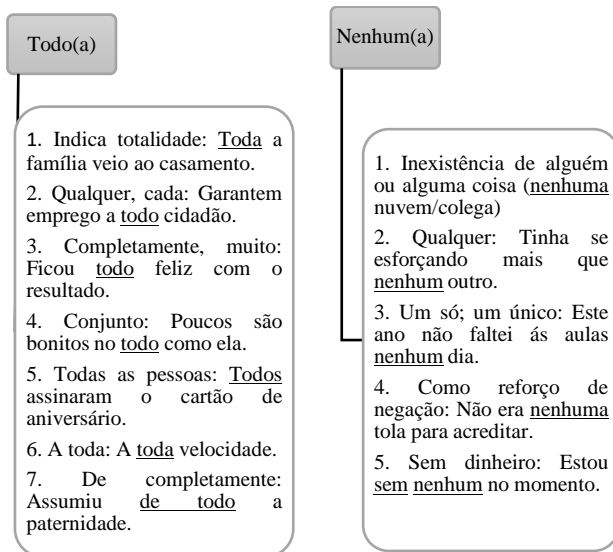 Todo(a)
1. Indica totalidade: Toda a
família veio ao casamento.
2. Qualquer, cada: Garantem
emprego a todo cidadão.
3. Completamente, muito:
Ficou todo feliz com o
resultado.
4. Conjunto: Poucos são
bonitos no todo como ela.
5. Todas as pessoas: Todos
assinaram o cartão de
aniversário.
6. A toda: A toda velocidade.
7. De completamente:
Assumiu de todo a
paternidade.
Nenhum(a)
1. Inexistência de alguém
ou alguma coisa (nenhuma
nuvem/colega)
2. Qualquer: Tinha se
esforçando mais que
nenhum outro.
3. Um só; um único: Este
ano não faltei ás aulas
nenhum dia.
4. Como reforço de
negação: Não era nenhuma
tola para acreditar.
5. Sem dinheiro: Estou
sem nenhum no momento.